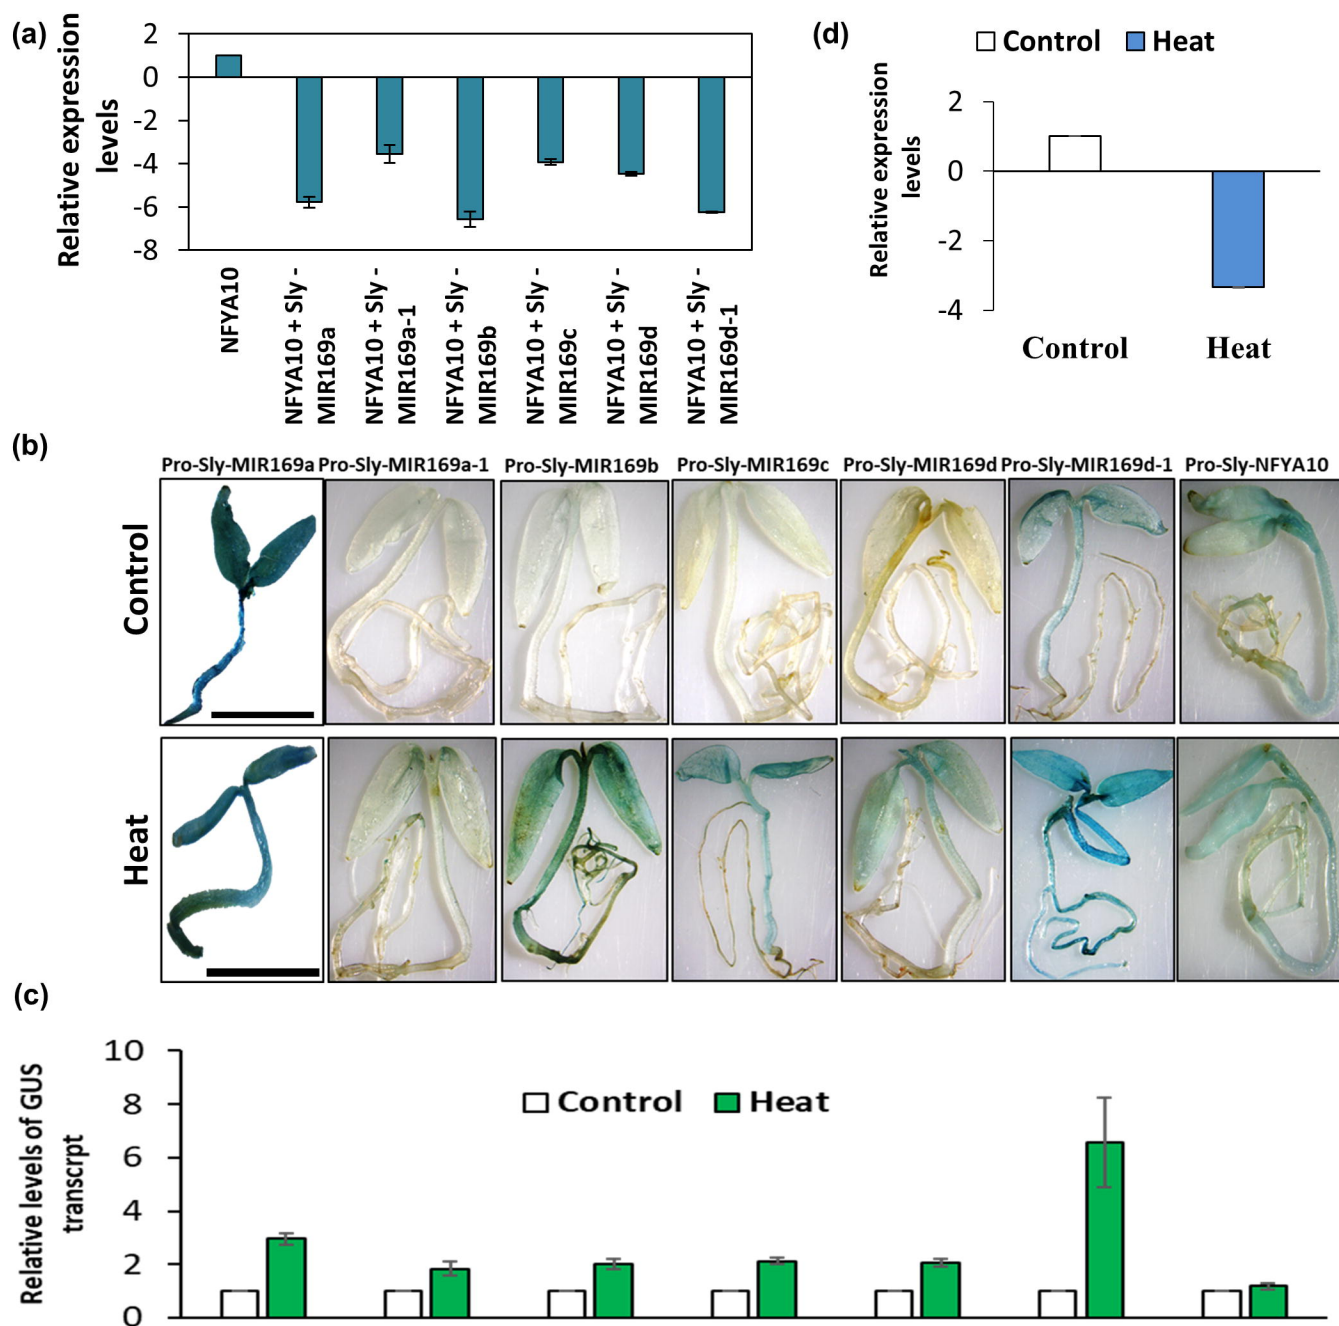 (a)
Relative expression
levels
2
0
-2
-4
-6
-8
NFYA10
NFYA10 + Sly -
MIR169a
NFYA10 + Sly -
MIR169a-1
NFYA10 + Sly -
MIR169b
NFYA10 + Sly -
MIR169c
NFYA10 + Sly -
MIR169d
NFYA10 + Sly -
MIR169d-1
(d)
Control Heat
Relative expression
levels
2
0
-2
-4
Control Heat
(b)
Pro-Sly-MIR169a Pro-Sly-MIR169a-1 Pro-Sly-MIR169b Pro-Sly-MIR169c Pro-Sly-MIR169d Pro-Sly-MIR169d-1 Pro-Sly-NFYA10
Control
Heat
(c)
Relative levels of GUS
transcrpt
10
8
6
4
2
0
Control Heat